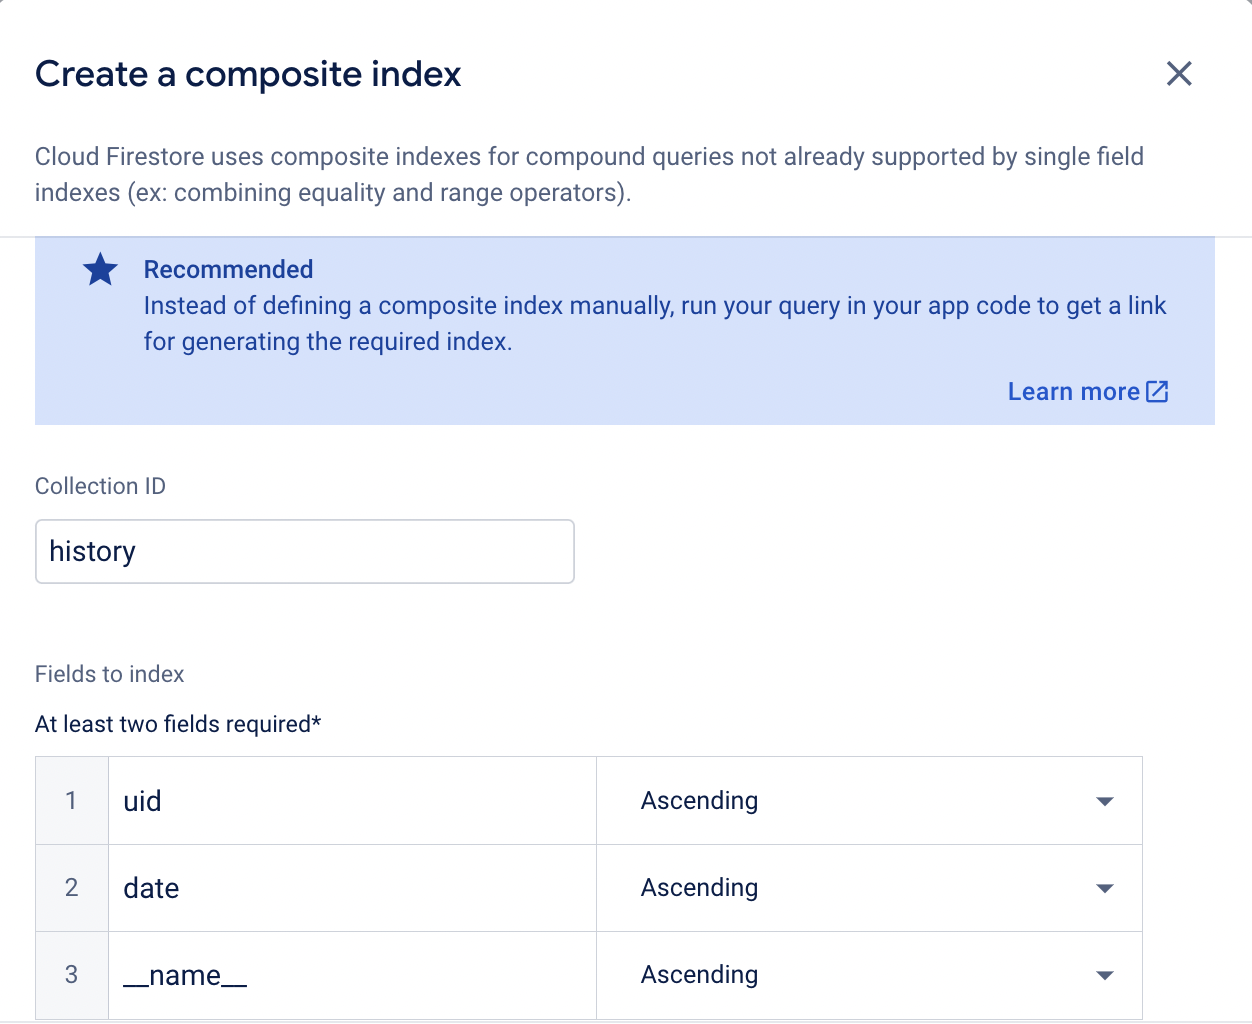 Create a composite index
Cloud Firestore uses composite indexes for compound queries not already supported by single field
indexes (ex: combining equality and range operators).
Recommended
Instead of defining a composite index manually, run your query in your app code to get a link
for generating the required index.
Learn more
Collection ID
history
Fields to index
At least two fields required*
1 uid Ascending
2 date Ascending
3 __name__ Ascending